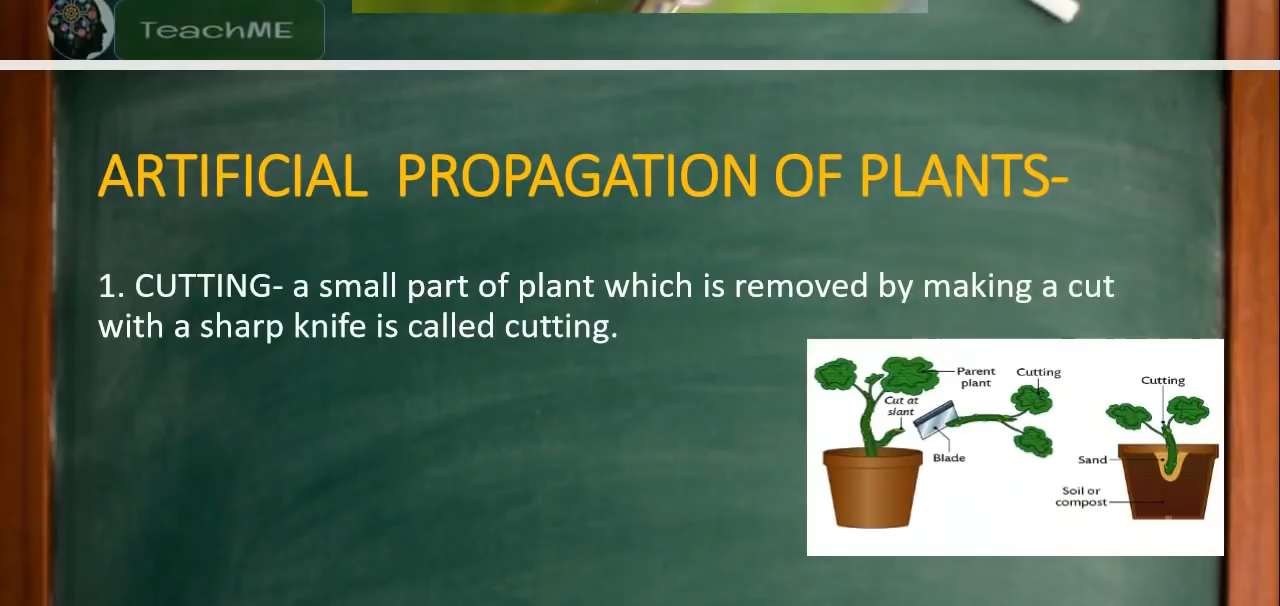 TeachME
ARTIFICIAL PROPAGATION OF PLANTS-
1. CUTTING- a small part of plant which is removed by making a cut
with a sharp knife is called cutting.
Parent
plant
Cutting
Cut at
slant
Blade
Cutting
Sand
Soil or
compost